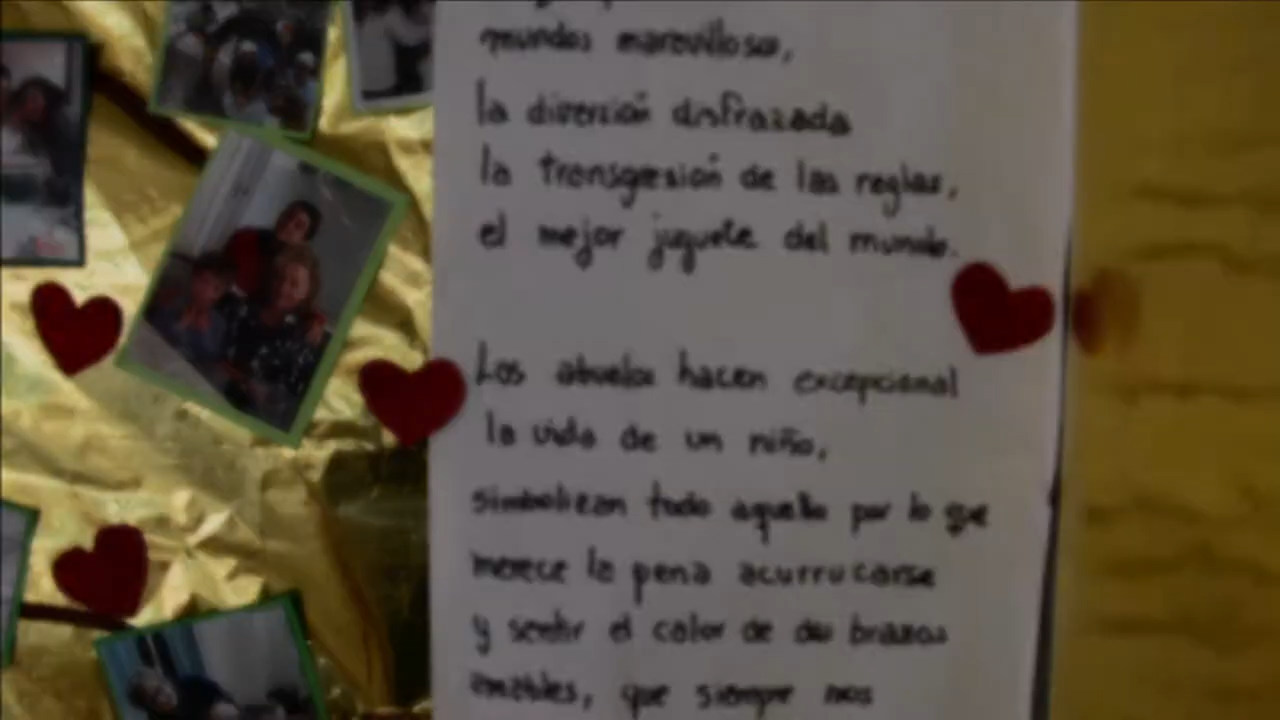 mundos maravillosos,
la diversión disfrazada
la transgresión de las reglas,
el mejor juguete del mundo.
Los abuelos hacen excepcional
la vida de un niño,
simbolizan todo aquello por lo que
merece la pena acurrucarse
y sentir el calor de dos brazos
amables, que siempre nos